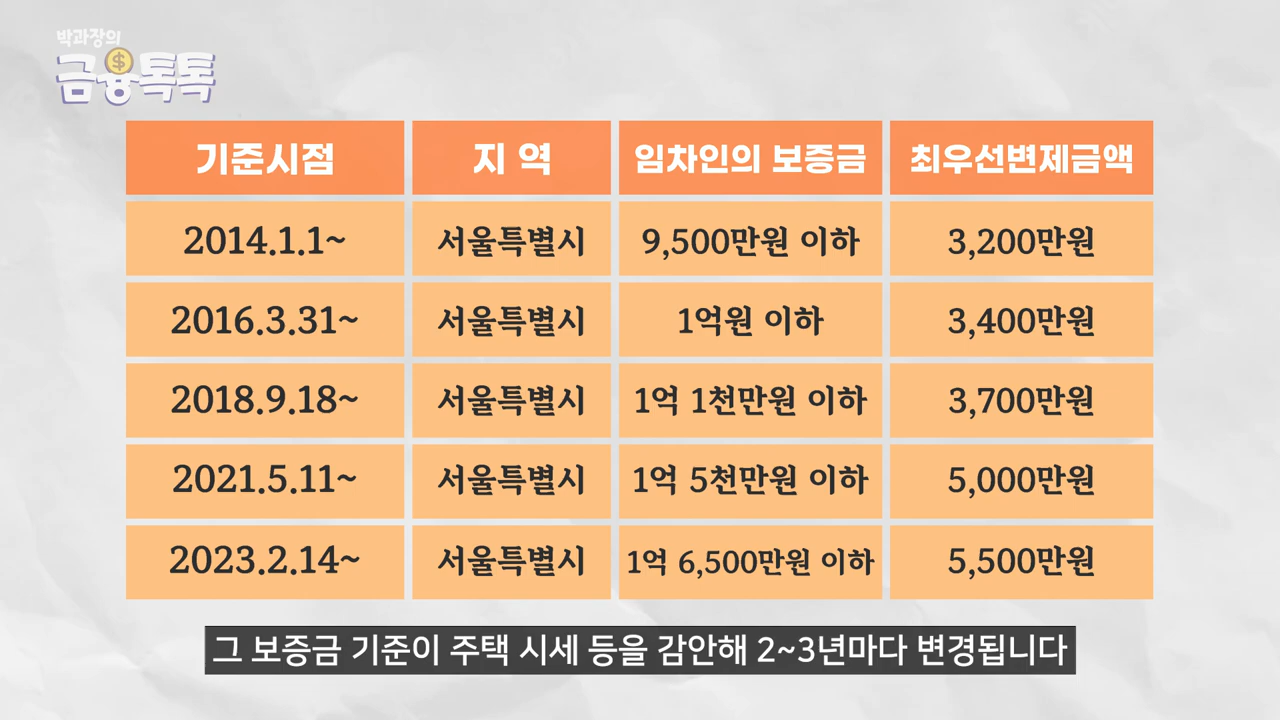 박과장의
금융톡톡
기준시점 지 역 임차인의 보증금 최우선변제금액
2014.1.1~ 서울특별시 9,500만원 이하 3,200만원
2016.3.31~ 서울특별시 1억원 이하 3,400만원
2018.9.18~ 서울특별시 1억 1천만원 이하 3,700만원
2021.5.11~ 서울특별시 1억 5천만원 이하 5,000만원
2023.2.14~ 서울특별시 1억 6,500만원 이하 5,500만원
그 보증금 기준이 주택 시세 등을 감안해 2~3년마다 변경됩니다